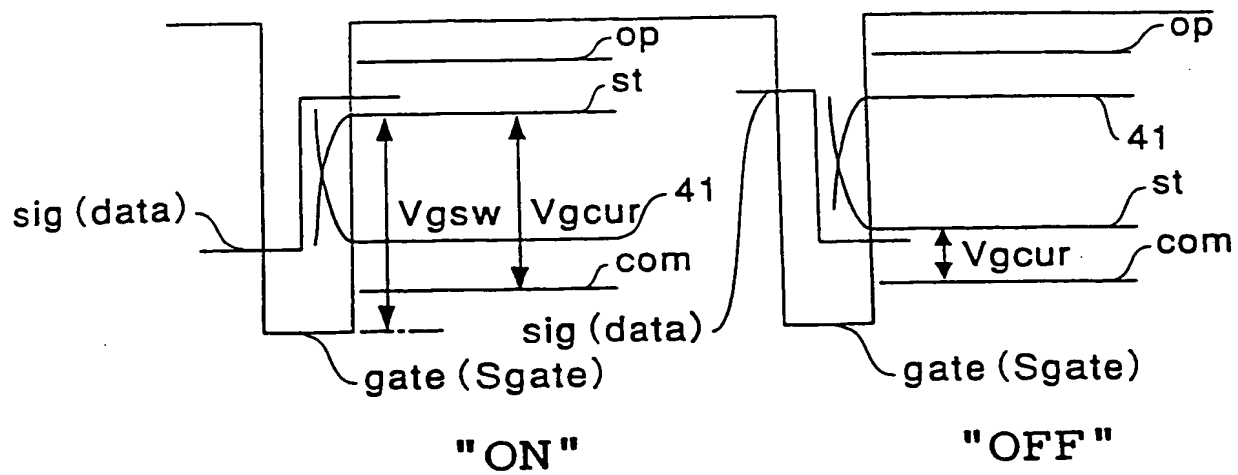 op
st
41
sig (data)
Vgsw
Vgcur
com
gate (Sgate)
"ON"
op
41
st
com
Vgcur
sig (data)
gate (Sgate)
"OFF"